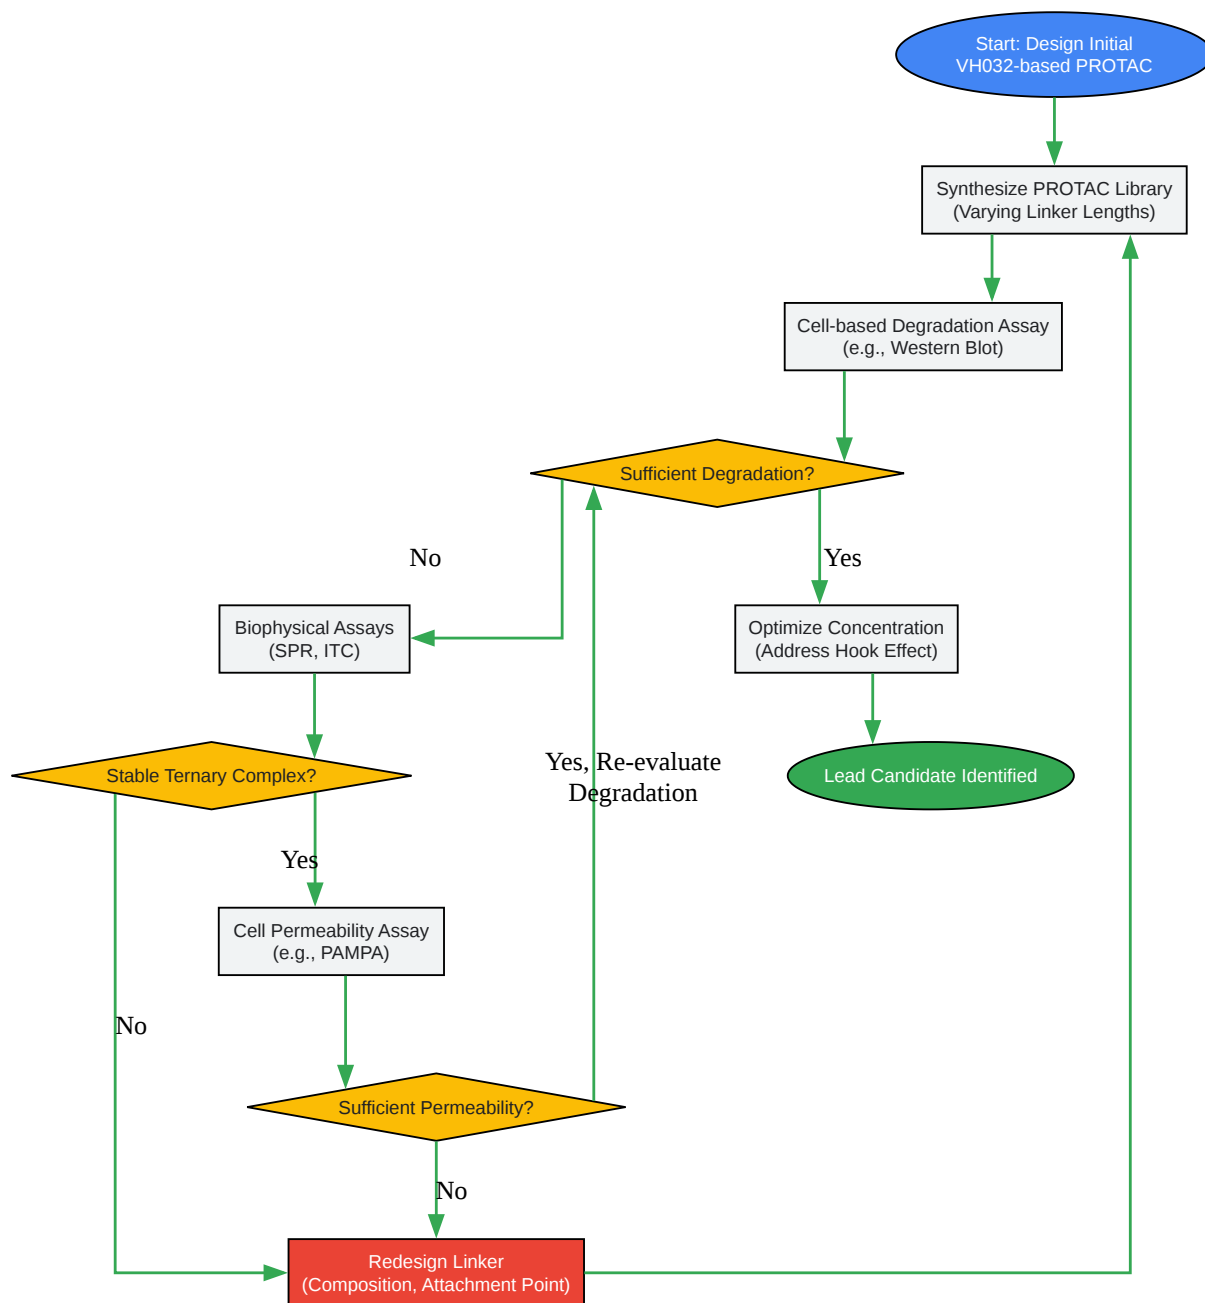 Start: Design Initial
VH032-based PROTAC
Synthesize PROTAC Library
(Varying Linker Lengths)
Cell-based Degradation Assay
(e.g., Western Blot)
Sufficient Degradation?
No
Yes
Biophysical Assays
(SPR, ITC)
Optimize Concentration
(Address Hook Effect)
Stable Ternary Complex?
Yes, Re-evaluate
Degradation
Lead Candidate Identified
Yes
Cell Permeability Assay
(e.g., PAMPA)
No
Sufficient Permeability?
No
Redesign Linker
(Composition, Attachment Point)